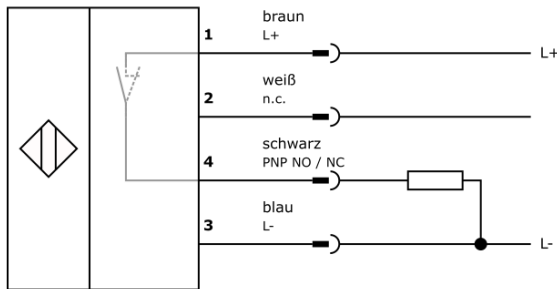 braun
1
L+
L+
weiß
2
n.c.
schwarz
4
PNP NO / NC
blau
3
L-
L-